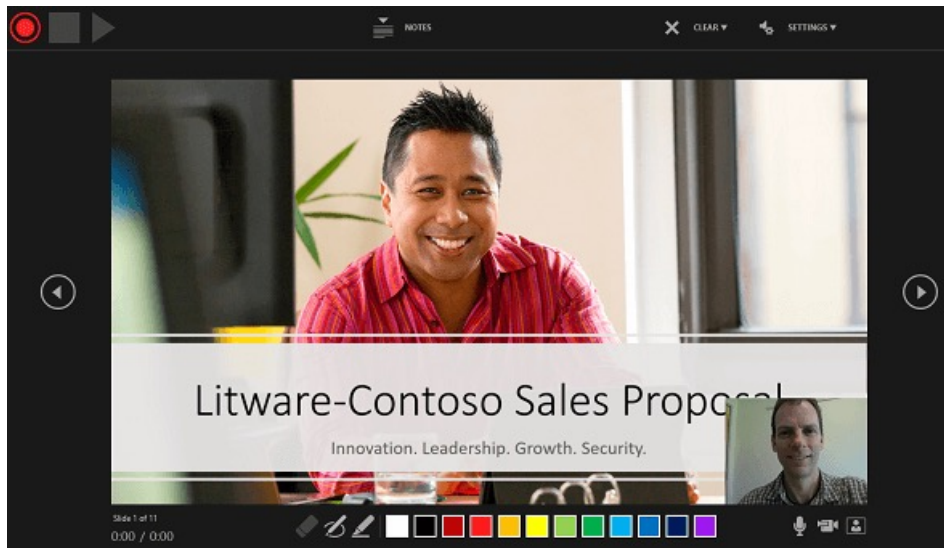 NOTES
CLEAR
SETTINGS
Litware-Contoso Sales Proposal
Innovation. Leadership. Growth. Security.
Slide 1 of 11
0:00 / 0:00